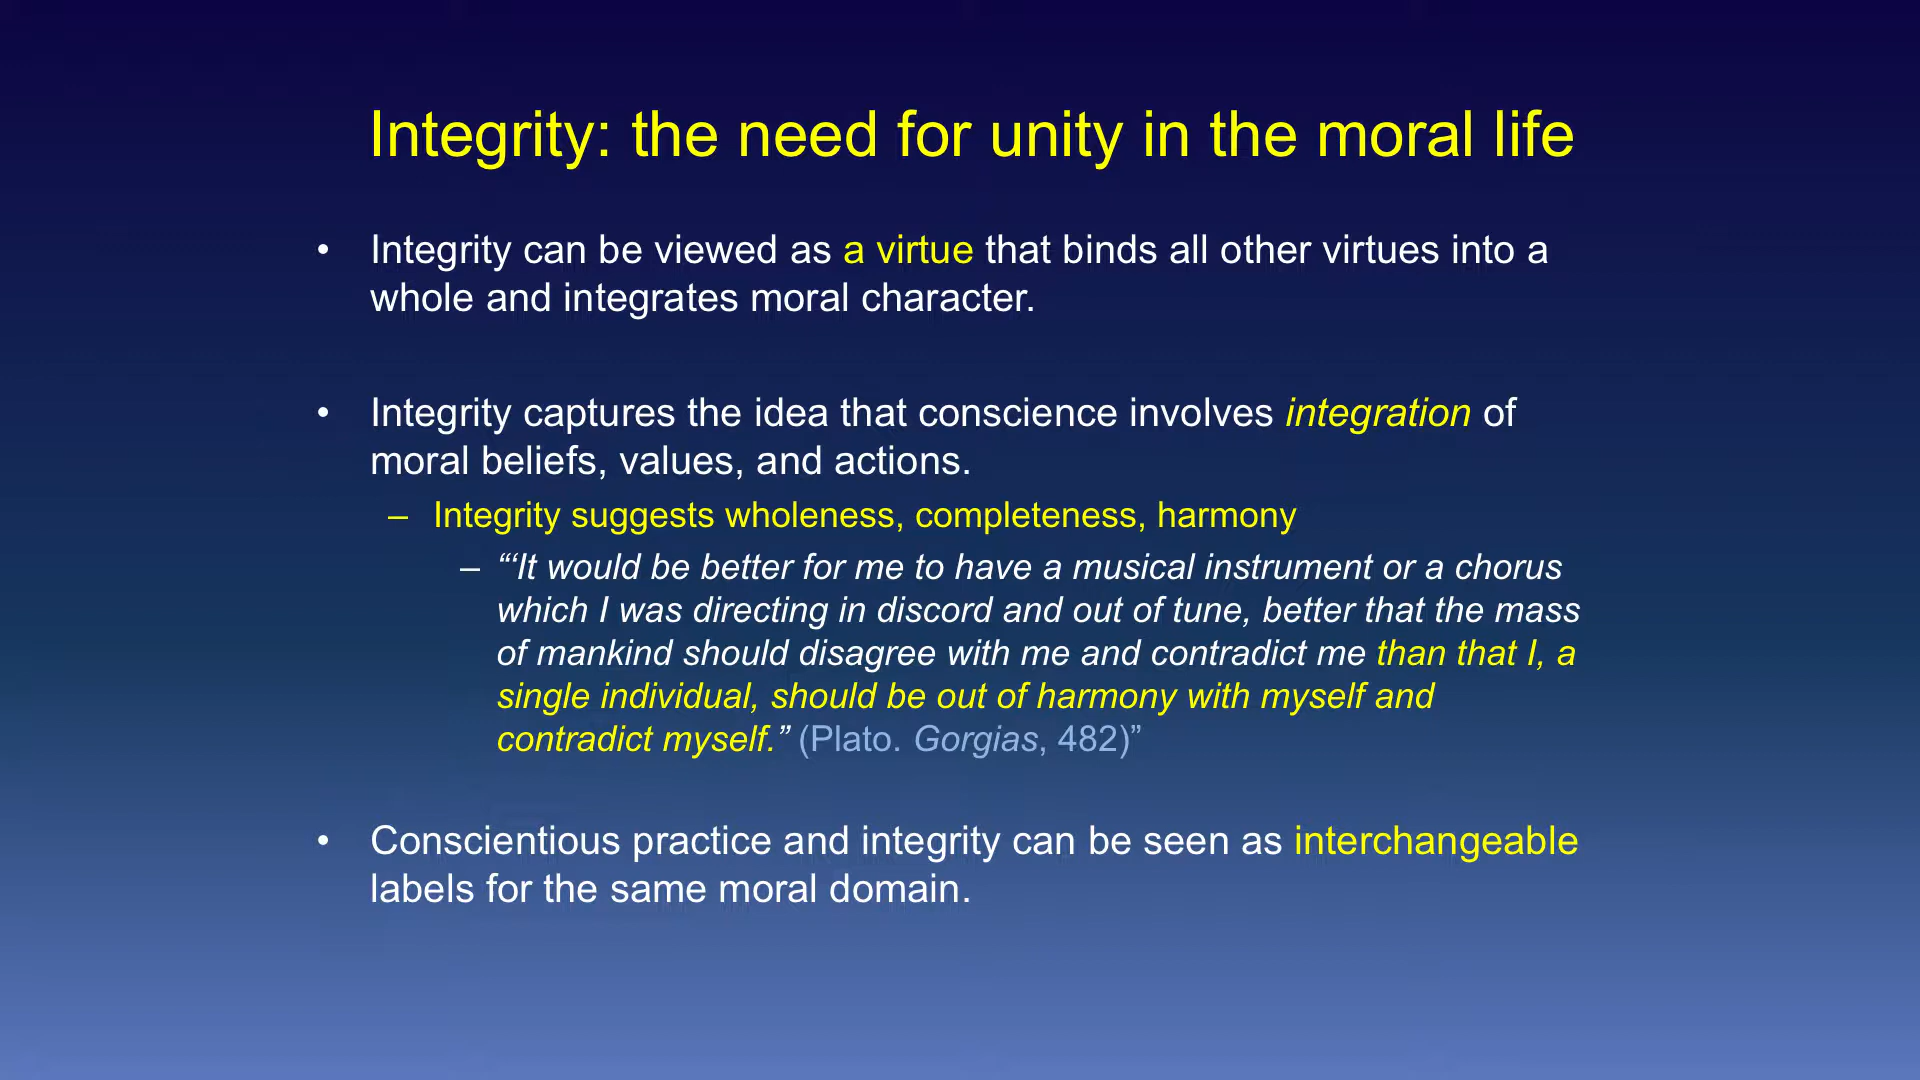 Integrity: the need for unity in the moral life
• Integrity can be viewed as a virtue that binds all other virtues into a
whole and integrates moral character.
• Integrity captures the idea that conscience involves integration of
moral beliefs, values, and actions.
– Integrity suggests wholeness, completeness, harmony
– “‘It would be better for me to have a musical instrument or a chorus
which I was directing in discord and out of tune, better that the mass
of mankind should disagree with me and contradict me than that I, a
single individual, should be out of harmony with myself and
contradict myself.” (Plato. Gorgias, 482)”
• Conscientious practice and integrity can be seen as interchangeable
labels for the same moral domain.